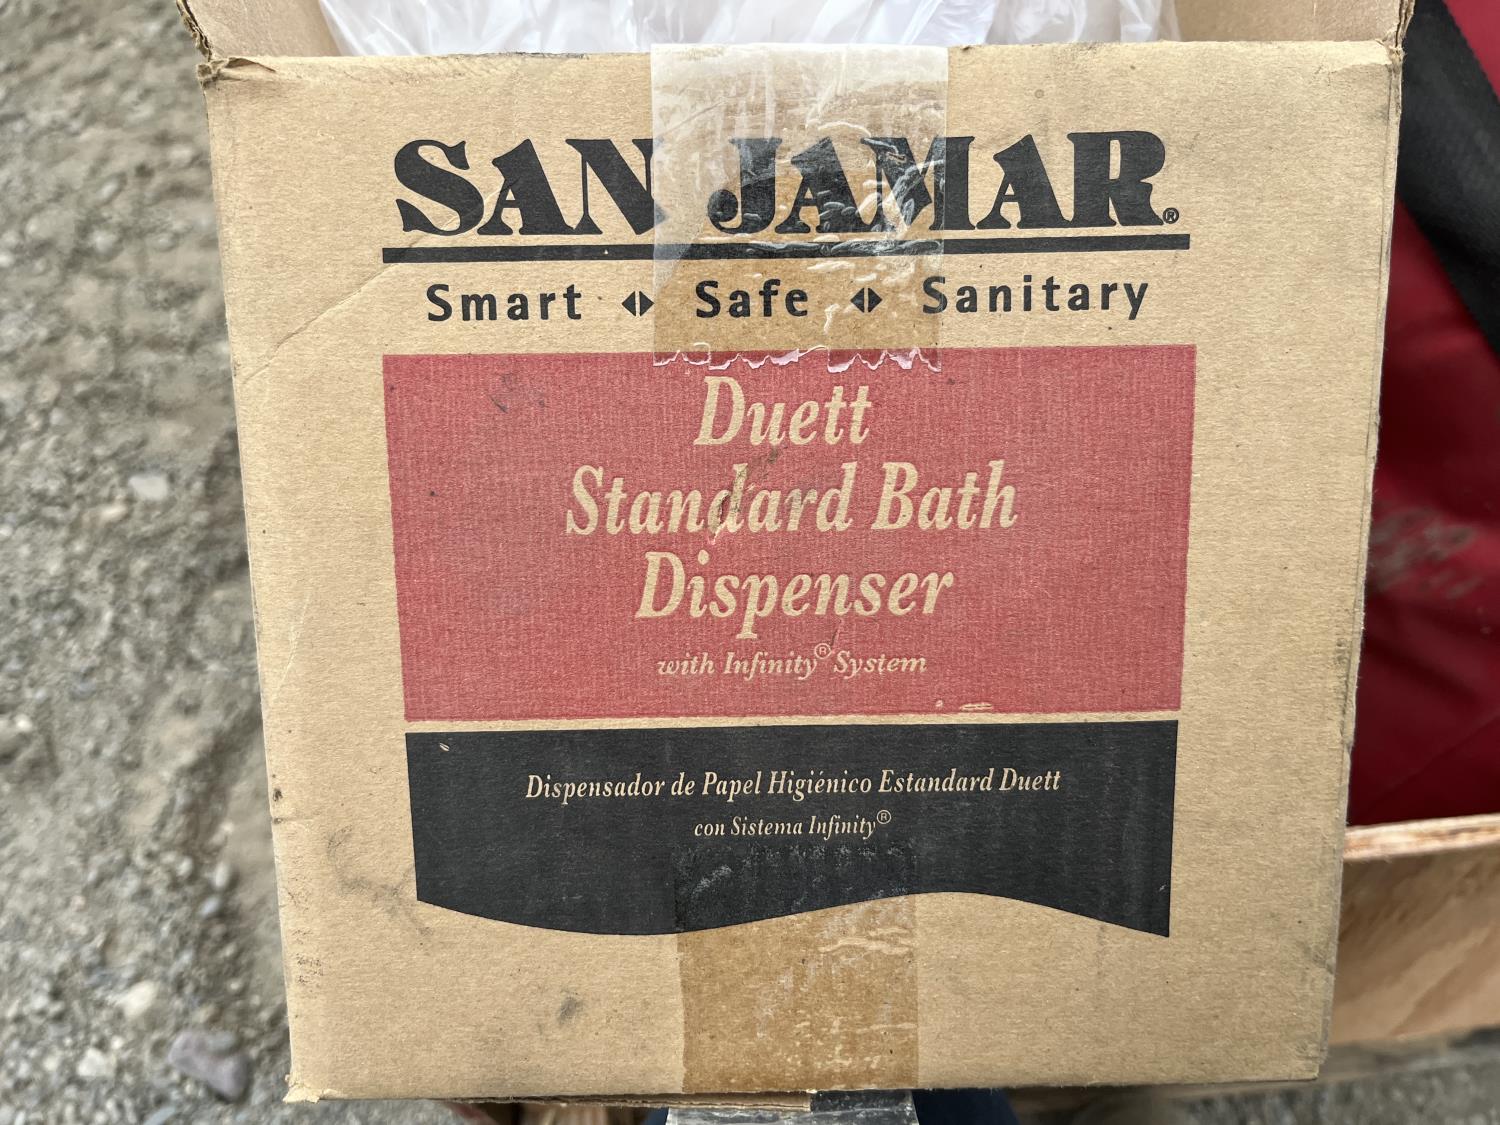 SAN JAMAR®
Smart Safe Sanitary
Duett
Standard Bath
Dispenser
with Infinity® System
Dispensador de Papel Higiénico Estandard Duett
con Sistema Infinity®